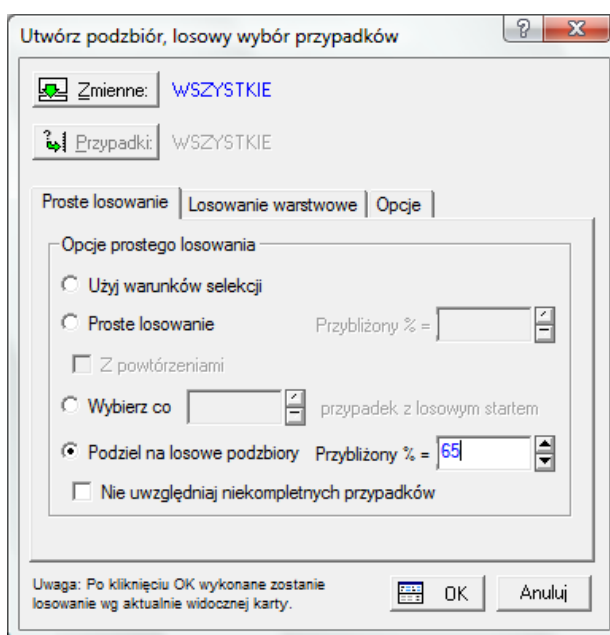 Utwórz podzbiór, losowy wybór przypadków
Zmienne: WSZYSTKIE
Przypadki: WSZYSTKIE
Proste losowanie Losowanie warstwowe Opcje
Opcje prostego losowania
Użyj warunków selekcji
Proste losowanie Przybliżony % =
Z powtórzeniami
Wybierz co przypadek z losowym startem
Podziel na losowe podzbiory Przybliżony % = 65
Nie uwzględniaj niekompletnych przypadków
Uwaga: Po kliknięciu OK wykonane zostanie
losowanie wg aktualnie widocznej karty.
OK Anuluj